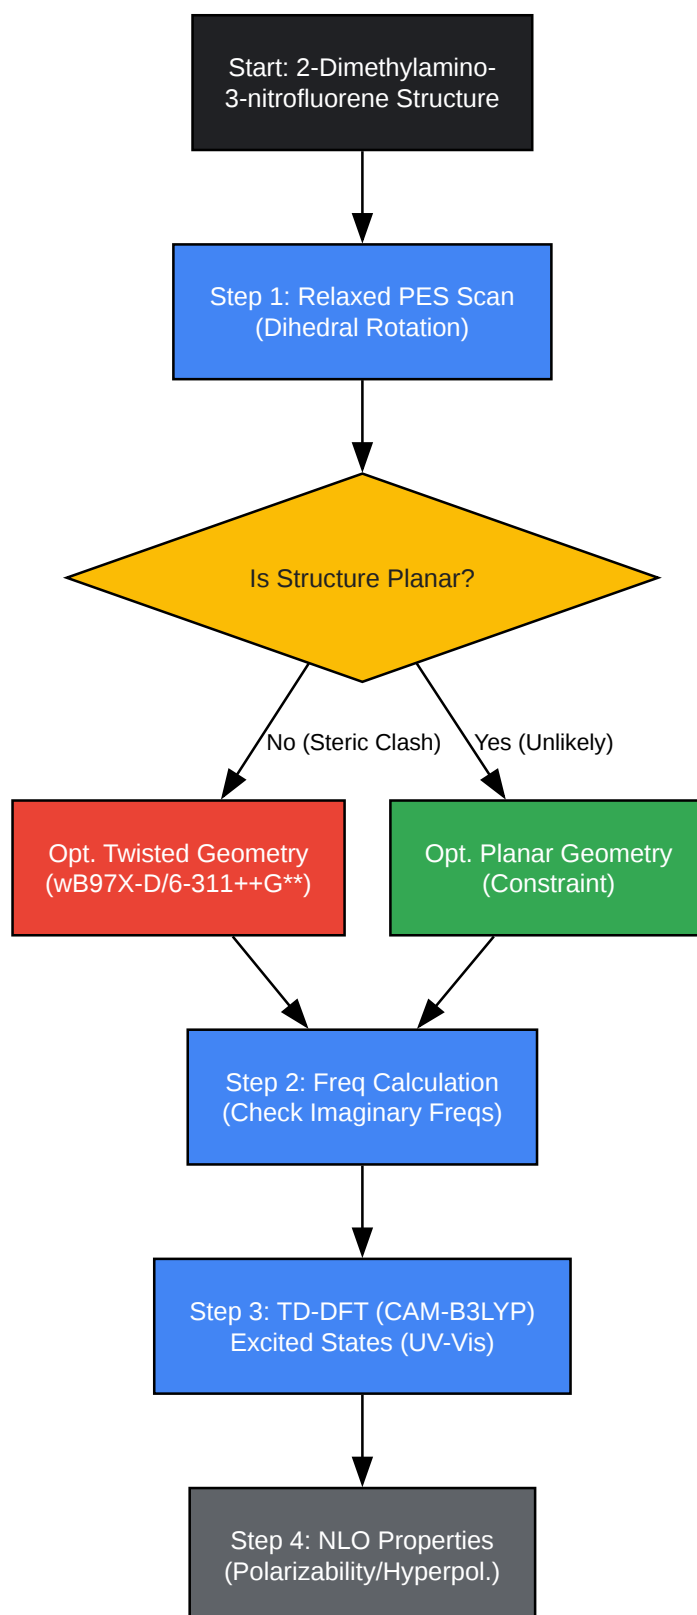 Start: 2-Dimethylamino-
3-nitrofluorene Structure
Step 1: Relaxed PES Scan
(Dihedral Rotation)
Is Structure Planar?
No (Steric Clash)
Yes (Unlikely)
Opt. Twisted Geometry
(wB97X-D/6-311++G**)
Opt. Planar Geometry
(Constraint)
Step 2: Freq Calculation
(Check Imaginary Freqs)
Step 3: TD-DFT (CAM-B3LYP)
Excited States (UV-Vis)
Step 4: NLO Properties
(Polarizability/Hyperpol.)